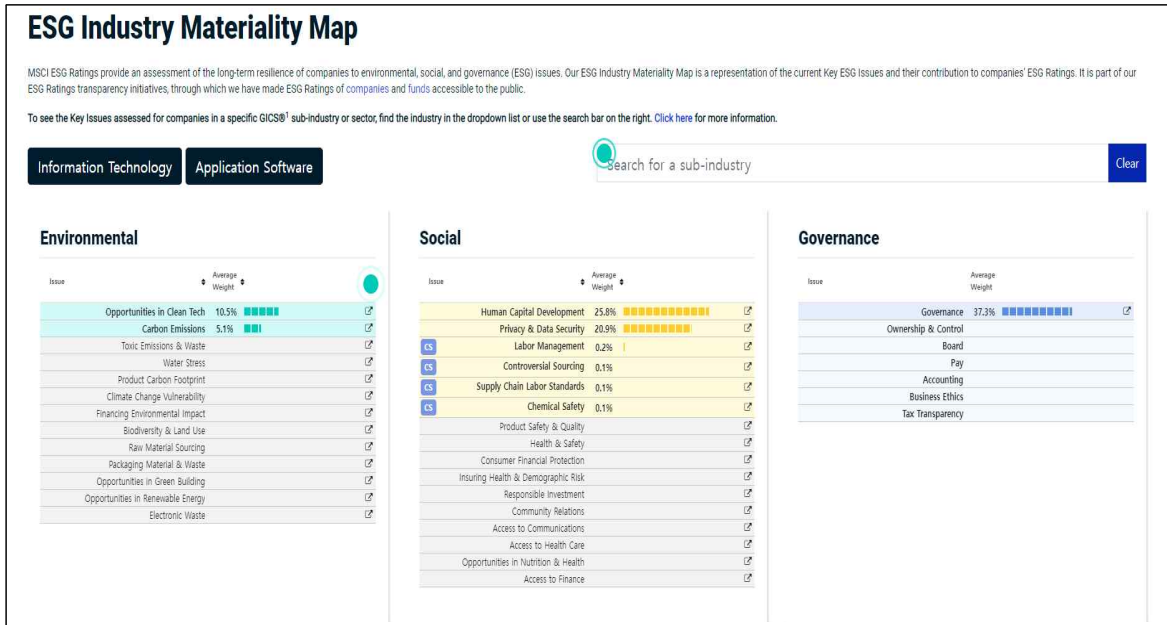 ESG Industry Materiality Map
MSCI ESG Ratings provide an assessment of the long-term resilience of companies to environmental, social, and governance (ESG) issues. Our ESG Industry Materiality Map is a representation of the current Key ESG Issues and their contribution to companies' ESG Ratings. It is part of our
ESG Ratings transparency initiatives, through which we have made ESG Ratings of companies and funds accessible to the public.
To see the Key Issues assessed for companies in a specific GICS®1 sub-industry or sector, find the industry in the dropdown list or use the search bar on the right. Click here for more information.
Information Technology Application Software
Search for a sub-industry Clear
Environmental
Issue Average Weight
Opportunities in Clean Tech 10.5%
Carbon Emissions 5.1%
Toxic Emissions & Waste
Water Stress
Product Carbon Footprint
Climate Change Vulnerability
Financing Environmental Impact
Biodiversity & Land Use
Raw Material Sourcing
Packaging Material & Waste
Opportunities in Green Building
Opportunities in Renewable Energy
Electronic Waste
Social
Issue Average Weight
Human Capital Development 25.8%
Privacy & Data Security 20.9%
CS Labor Management 0.2%
CS Controversial Sourcing 0.1%
CS Supply Chain Labor Standards 0.1%
CS Chemical Safety 0.1%
Product Safety & Quality
Health & Safety
Consumer Financial Protection
Insuring Health & Demographic Risk
Responsible Investment
Community Relations
Access to Communications
Access to Health Care
Opportunities in Nutrition & Health
Access to Finance
Governance
Issue Average Weight
Governance 37.3%
Ownership & Control
Board
Pay
Accounting
Business Ethics
Tax Transparency